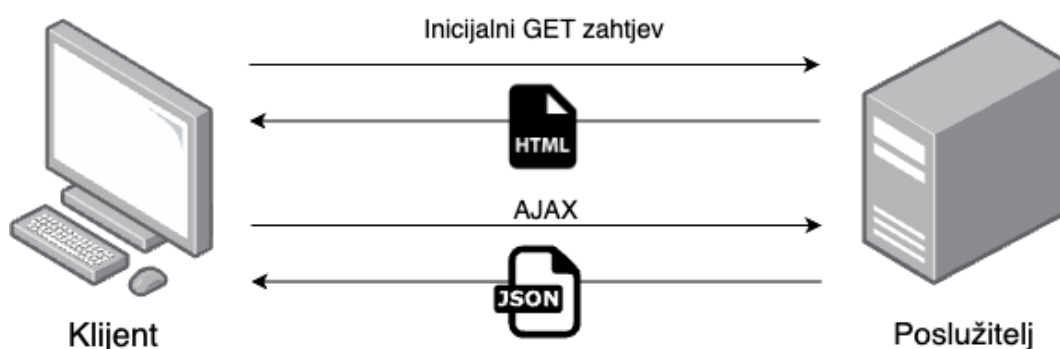 Inicijalni GET zahtjev
HTML
AJAX
JSON
Klijent
Poslužitelj